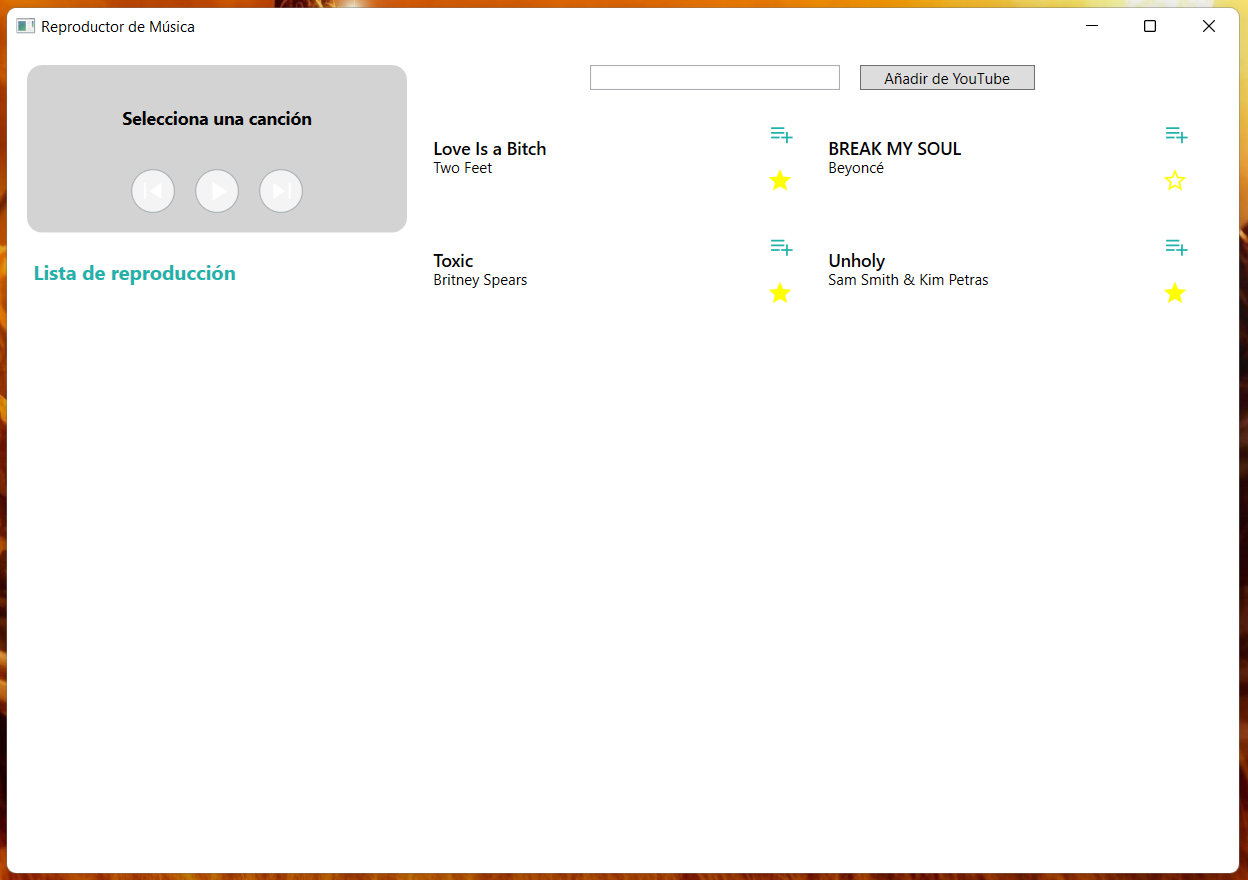 Reproductor de Música
Selecciona una canción
Lista de reproducción
Añadir de YouTube
Love Is a Bitch
Two Feet
BREAK MY SOUL
Beyoncé
Toxic
Britney Spears
Unholy
Sam Smith & Kim Petras